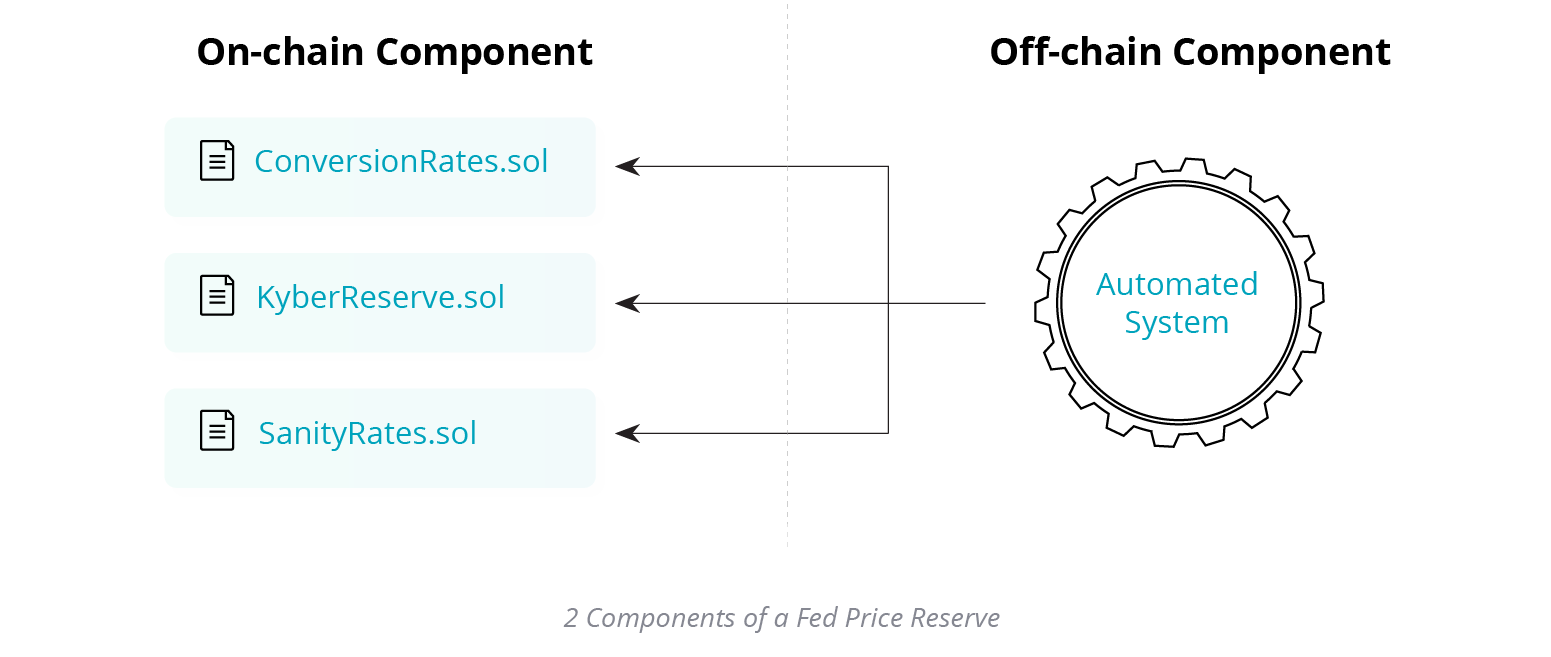 On-chain Component
Off-chain Component
ConversionRates.sol
KyberReserve.sol
SanityRates.sol
Automated
System
2 Components of a Fed Price Reserve